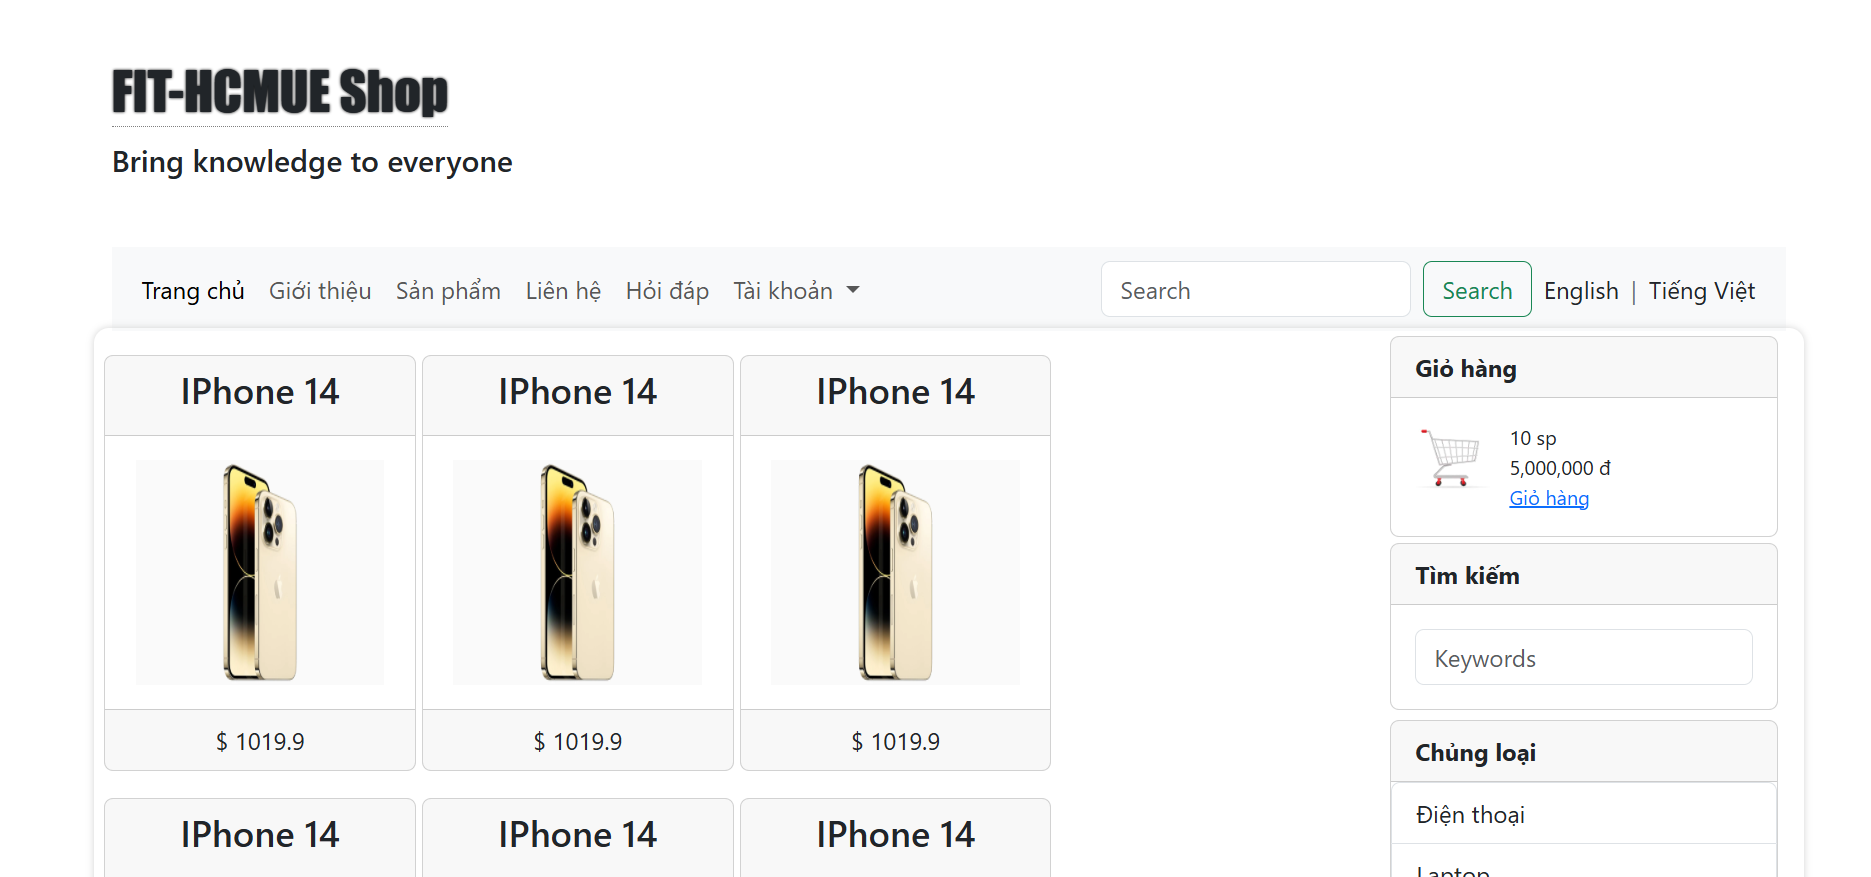 FIT-HCMUE Shop
Bring knowledge to everyone
Trang chủ Giới thiệu Sản phẩm Liên hệ Hỏi đáp Tài khoản Search Search English | Tiếng Việt
IPhone 14 IPhone 14 IPhone 14
$ 1019.9 $ 1019.9 $ 1019.9
IPhone 14 IPhone 14 IPhone 14
Giỏ hàng
10 sp
5,000,000 đ
Giỏ hàng
Tìm kiếm
Keywords
Chủng loại
Điện thoại
Laptop